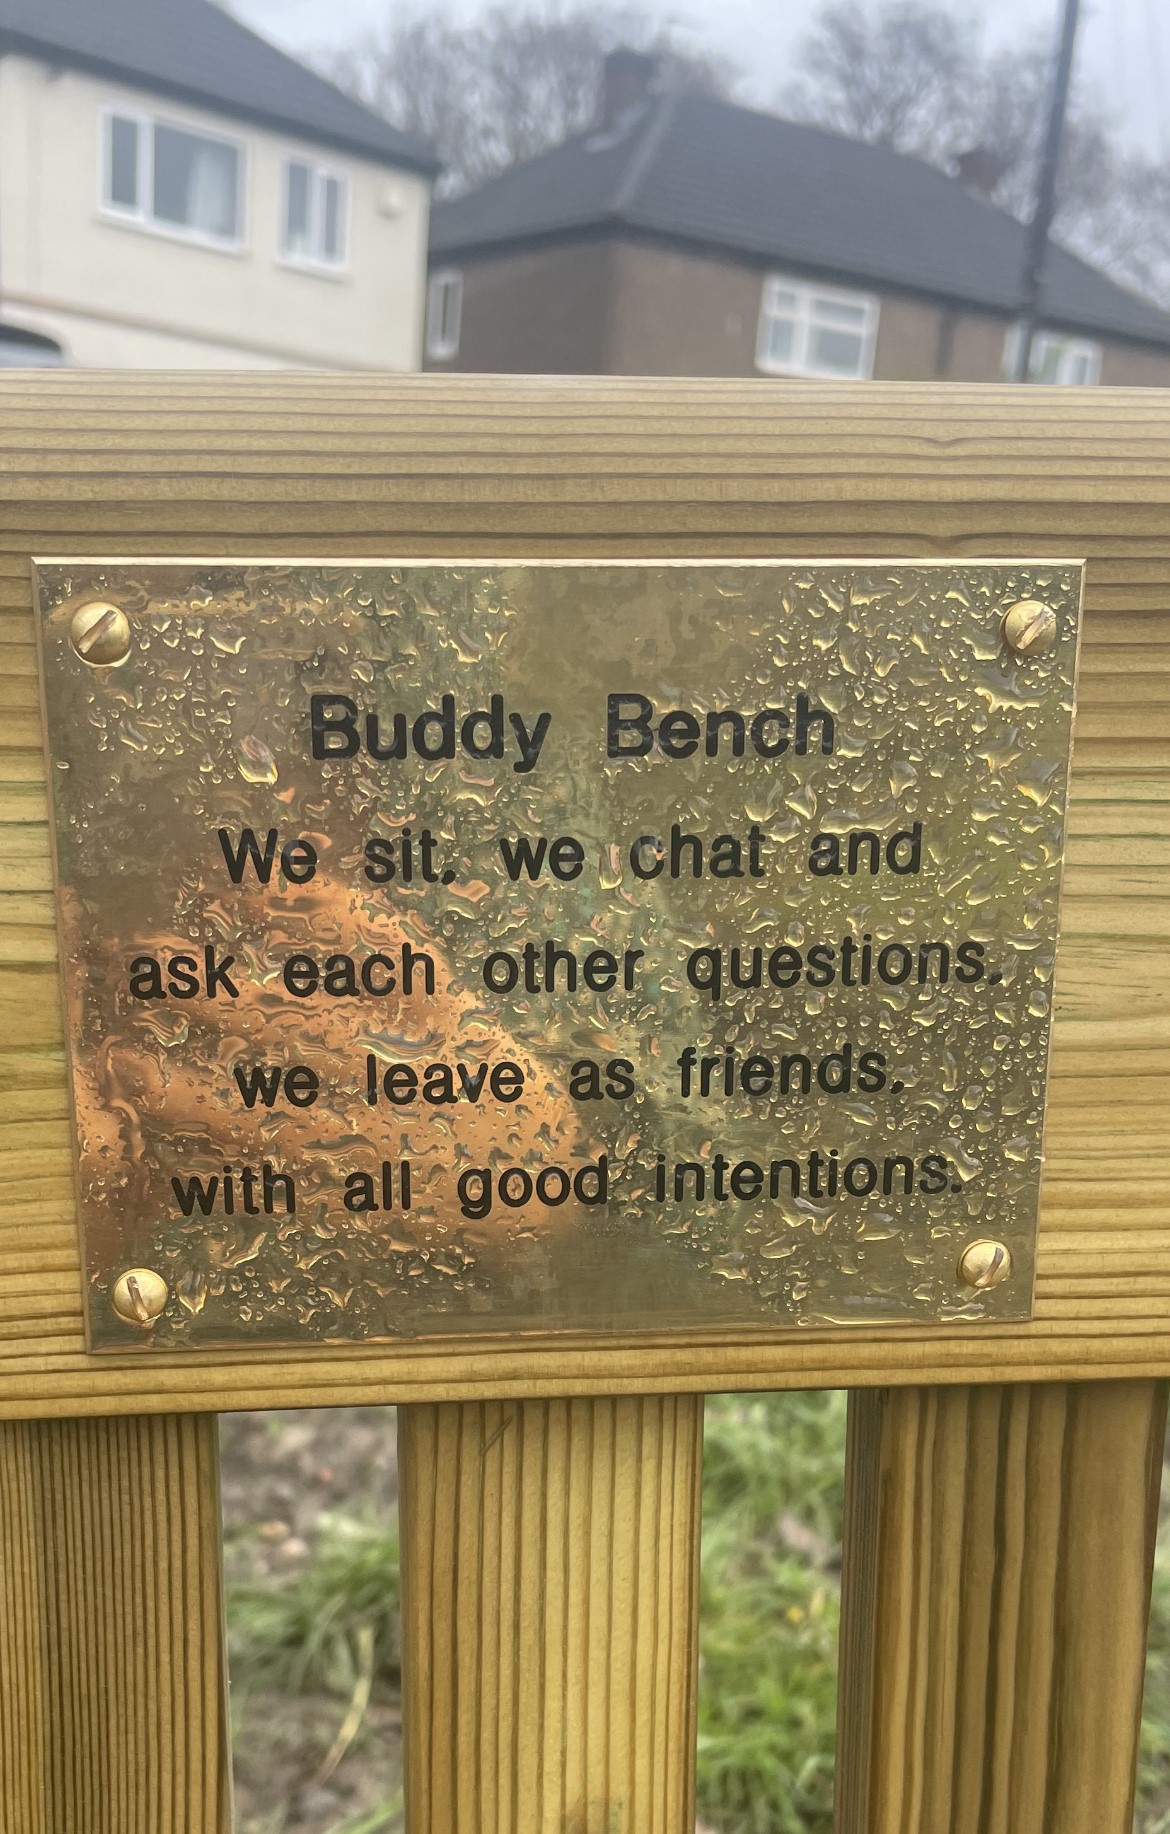 Buddy Bench
We sit, we chat and
ask each other questions,
we leave as friends,
with all good intentions.